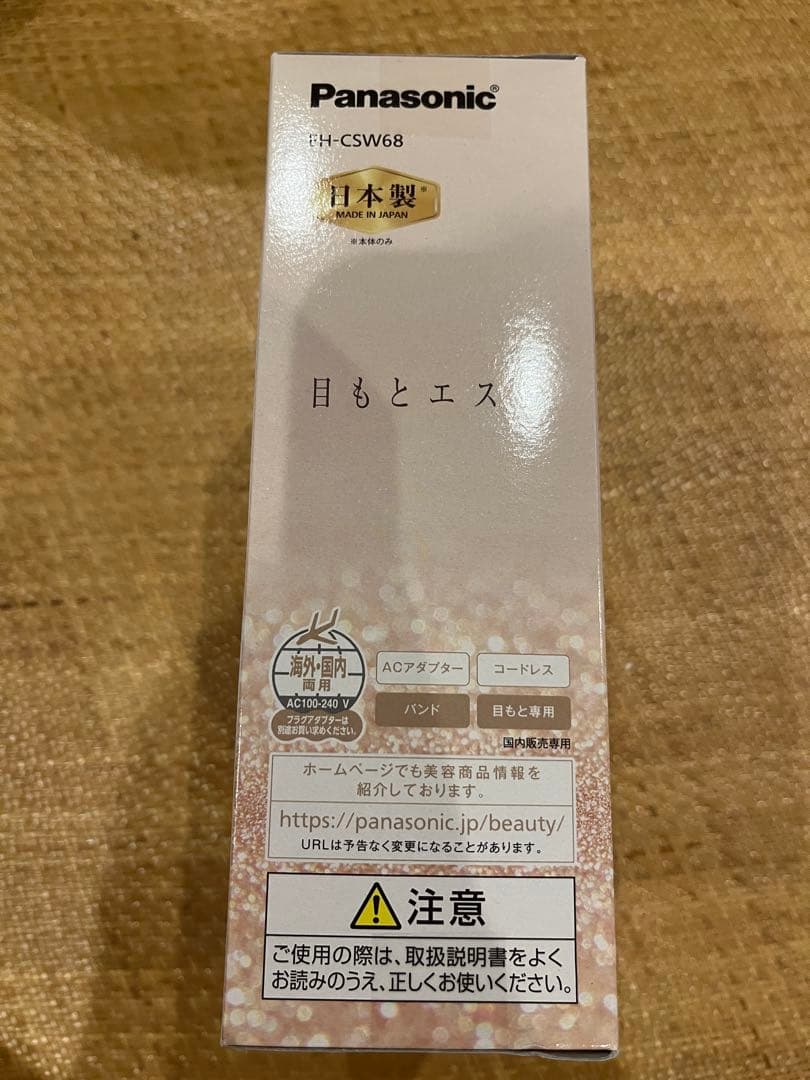 Panasonic®
EH-CSW68
日本製※
MADE IN JAPAN
※本体のみ
目もとエス
海外・国内
両用
AC100-240 V
プラグアダプターは
別途お買い求めください。
ACアダプター
コードレス
バンド
目もと専用
国内販売専用
ホームページでも美容商品情報を
紹介しております。
https://panasonic.jp/beauty/
URLは予告なく変更になることがあります。
注意
ご使用の際は、取扱説明書をよく
お読みのうえ、正しくお使いください。